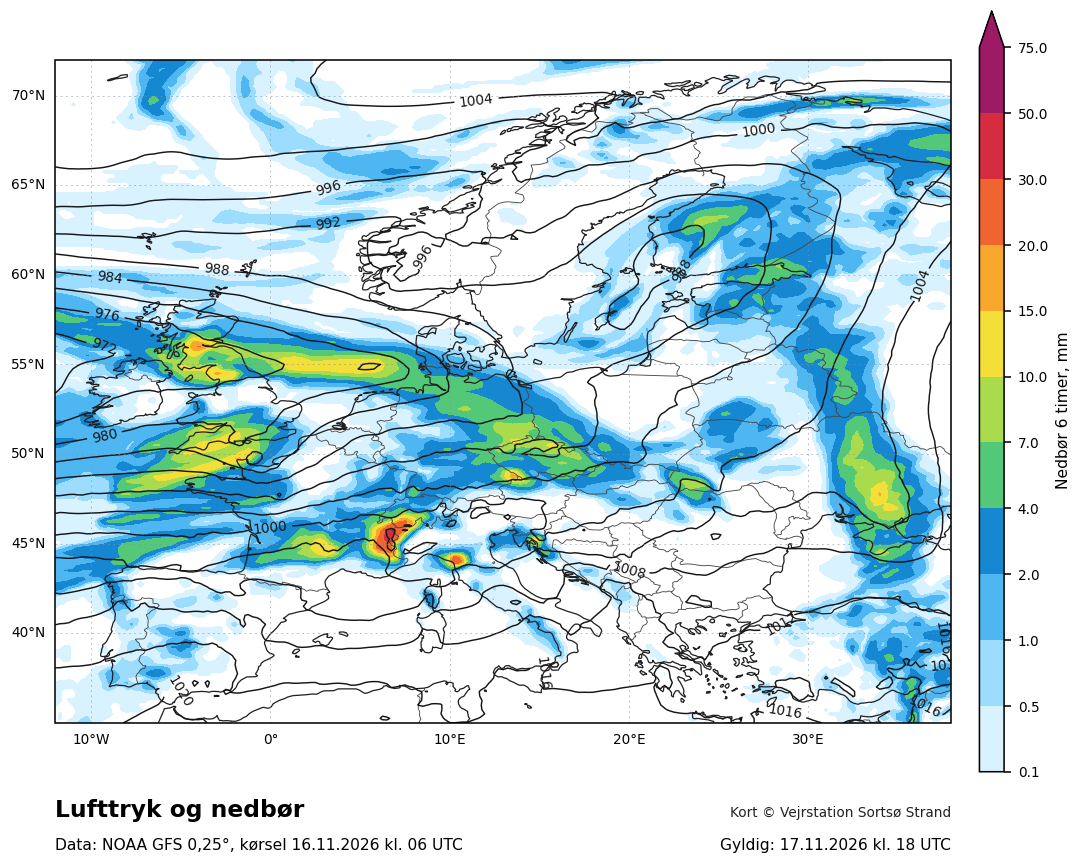 75.0
50.0
30.0
20.0
15.0
10.0
7.0
4.0
2.0
1.0
0.5
0.1
Nedbør 6 timer, mm
70°N
65°N
60°N
55°N
50°N
45°N
40°N
10°W
0°
10°E
20°E
30°E
1004
1000
996
992
988
984
976
972
980
996
988
1004
1000
1008
1016
1020
1016
1016
1016
Lufttryk og nedbør
Kort © Vejrstation Sortsø Strand
Data: NOAA GFS 0,25°, kørsel 16.11.2026 kl. 06 UTC
Gyldig: 17.11.2026 kl. 18 UTC